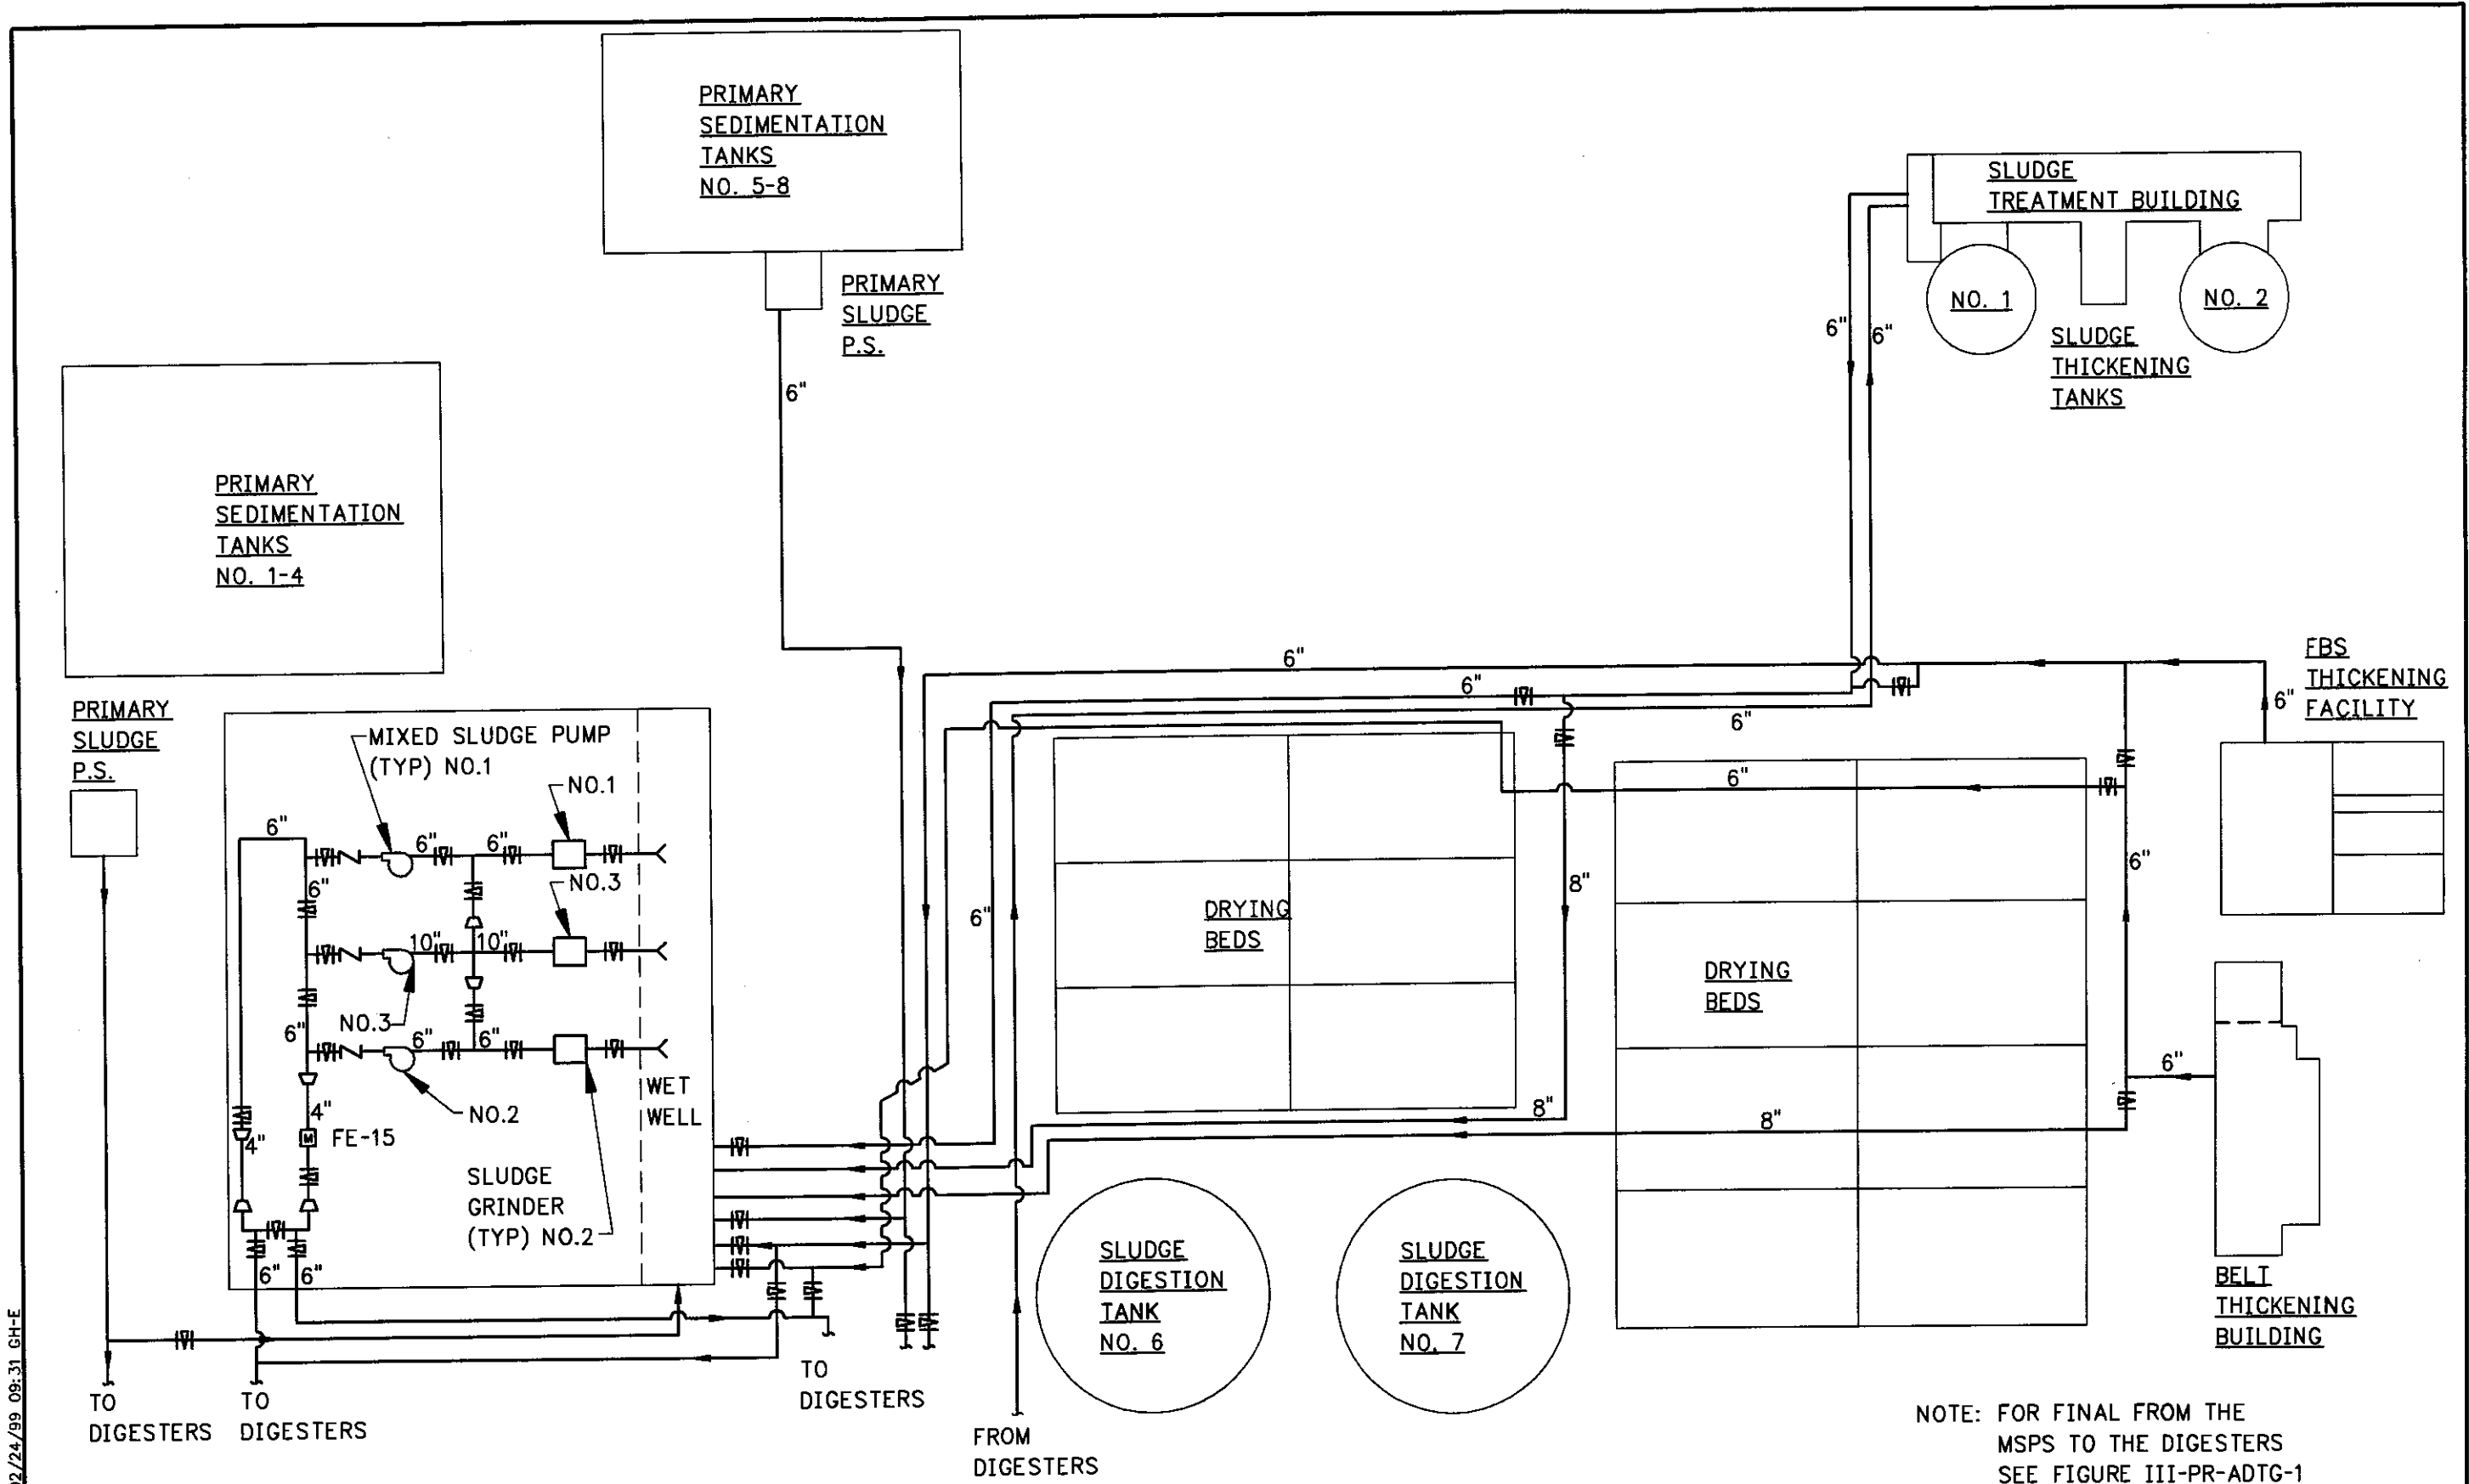 PRIMARY
SEDIMENTATION
TANKS
NO. 5-8
PRIMARY
SLUDGE
P.S.
6"
SLUDGE
TREATMENT BUILDING
NO. 1
NO. 2
SLUDGE
THICKENING
TANKS
6"
6"
PRIMARY
SEDIMENTATION
TANKS
NO. 1-4
PRIMARY
SLUDGE
P.S.
FBS
THICKENING
FACILITY
6"
6"
6"
6"
6"
6"
MIXED SLUDGE PUMP
(TYP) NO.1
NO.1
6"
6"
6"
6"
NO.3
10"
10"
NO.3
6"
6"
6"
NO.2
4"
M
FE-15
4"
WET
WELL
SLUDGE
GRINDER
(TYP) NO.2
6"
6"
6"
DRYING
BEDS
8"
8"
DRYING
BEDS
8"
6"
SLUDGE
DIGESTION
TANK
NO. 6
SLUDGE
DIGESTION
TANK
NO. 7
BELT
THICKENING
BUILDING
TO
DIGESTERS
TO
DIGESTERS
TO
DIGESTERS
FROM
DIGESTERS
NOTE: FOR FINAL FROM THE
MSPS TO THE DIGESTERS
SEE FIGURE III-PR-ADTG-1
02/24/99 09:31 GH-E